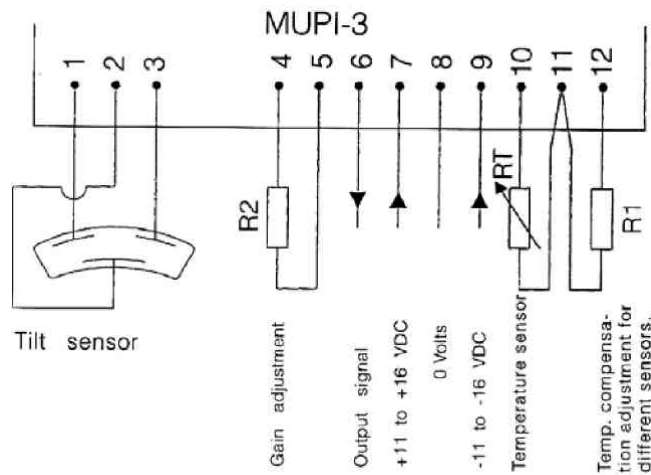 MUPI-3
1 2 3 4 5 6 7 8 9 10 11 12
RT
R2
R1
Tilt sensor
Gain adjustment
Output signal
+11 to +16 VDC
0 Volts
-11 to -16 VDC
Temperature sensor
Temp. compensa-
tion adjustment for
different sensors.